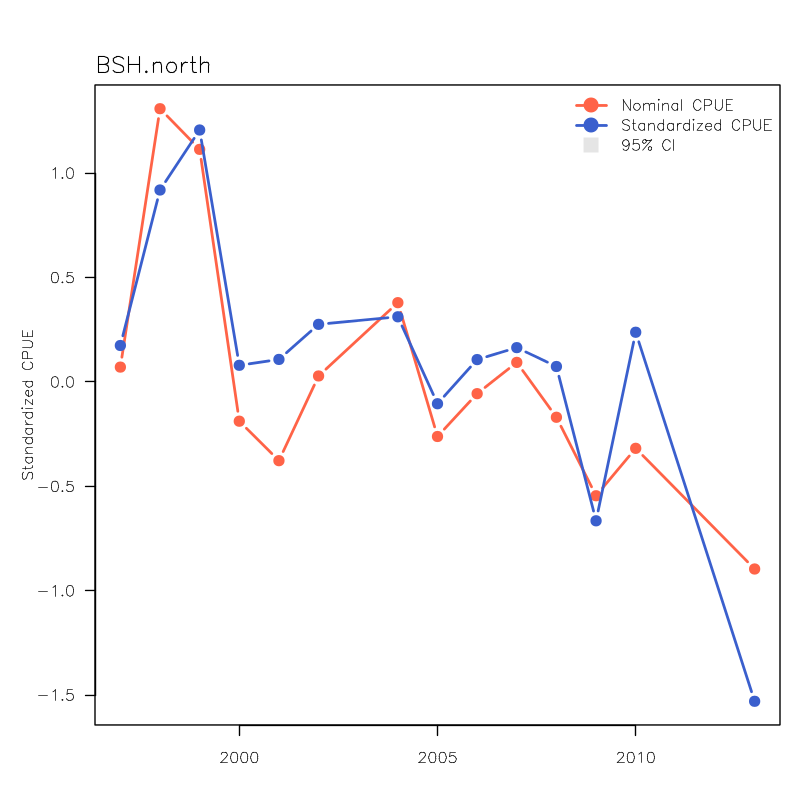 BSH.north
Nominal CPUE
Standardized CPUE
95% CI
1.0
0.5
0.0
−0.5
−1.0
−1.5
Standardized CPUE
2000 2005 2010